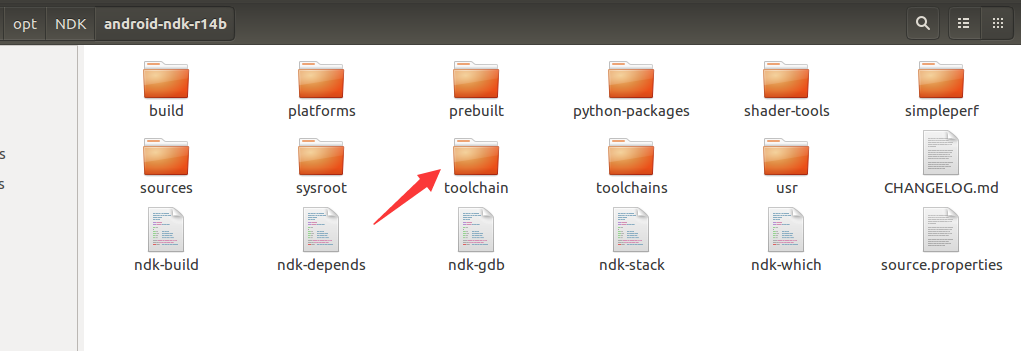 opt NDK android-ndk-r14b
build platforms prebuilt python-packages shader-tools simpleperf
s
sources sysroot toolchain toolchains usr CHANGELOG.md
s
ndk-build ndk-depends ndk-gdb ndk-stack ndk-which source.properties